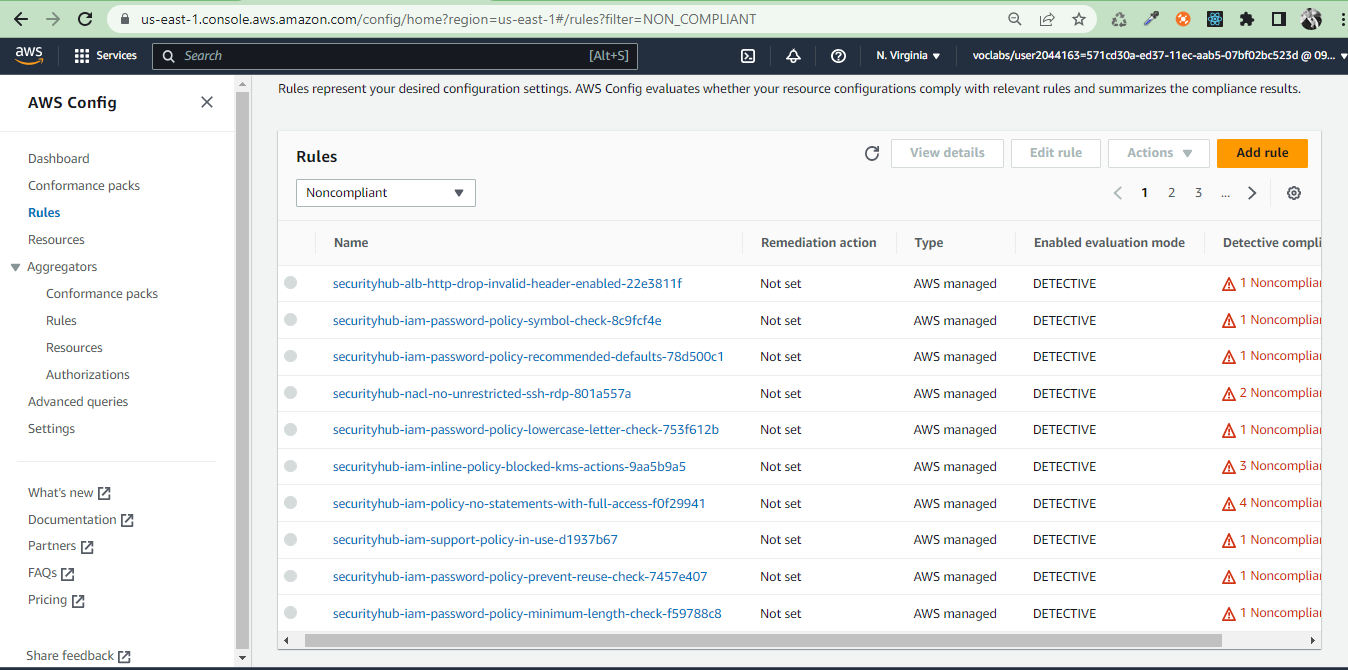 us-east-1.console.aws.amazon.com/config/home?region=us-east-1#/rules?filter=NON_COMPLIANT
aws Services Search [Alt+S] N. Virginia voclabs/user2044163=571cd30a-ed37-11ec-aab5-07bf02bc523d @ 09...
AWS Config
Dashboard
Conformance packs
Rules
Resources
Aggregators
Conformance packs
Rules
Resources
Authorizations
Advanced queries
Settings
What's new
Documentation
Partners
FAQs
Pricing
Share feedback
Rules represent your desired configuration settings. AWS Config evaluates whether your resource configurations comply with relevant rules and summarizes the compliance results.
Rules View details Edit rule Actions Add rule
Noncompliant 1 2 3 ...
Name Remediation action Type Enabled evaluation mode Detective compli
securityhub-alb-http-drop-invalid-header-enabled-22e3811f Not set AWS managed DETECTIVE 1 Noncomplian
securityhub-iam-password-policy-symbol-check-8c9fcf4e Not set AWS managed DETECTIVE 1 Noncomplian
securityhub-iam-password-policy-recommended-defaults-78d500c1 Not set AWS managed DETECTIVE 1 Noncomplian
securityhub-nacl-no-unrestricted-ssh-rdp-801a557a Not set AWS managed DETECTIVE 2 Noncomplian
securityhub-iam-password-policy-lowercase-letter-check-753f612b Not set AWS managed DETECTIVE 1 Noncomplian
securityhub-iam-inline-policy-blocked-kms-actions-9aa5b9a5 Not set AWS managed DETECTIVE 3 Noncomplian
securityhub-iam-policy-no-statements-with-full-access-f0f29941 Not set AWS managed DETECTIVE 4 Noncomplian
securityhub-iam-support-policy-in-use-d1937b67 Not set AWS managed DETECTIVE 1 Noncomplian
securityhub-iam-password-policy-prevent-reuse-check-7457e407 Not set AWS managed DETECTIVE 1 Noncomplian
securityhub-iam-password-policy-minimum-length-check-f59788c8 Not set AWS managed DETECTIVE 1 Noncomplian